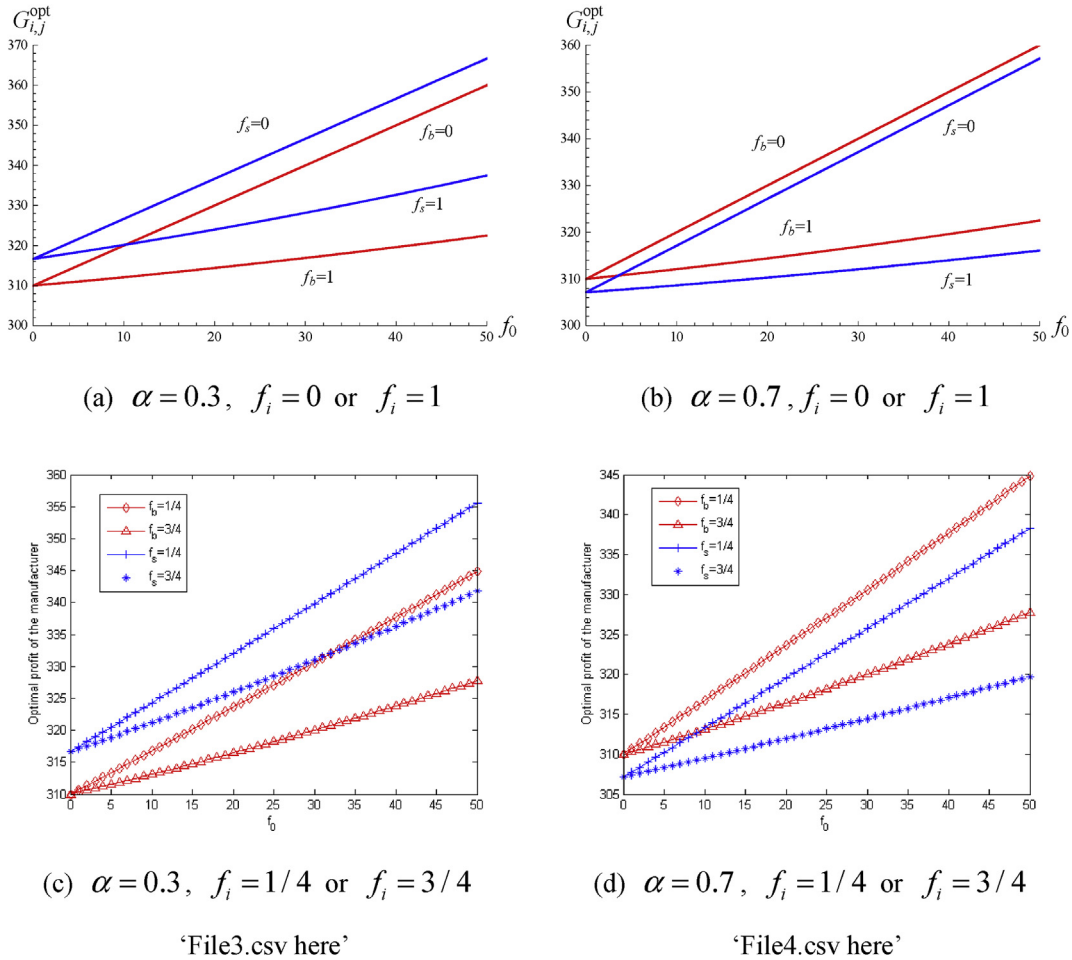 G_{i,j}^{opt}
370
360
350
340
330
320
310
300
f_s=0
f_b=0
f_s=1
f_b=1
0 10 20 30 40 50 f_0
(a) α = 0.3, f_i = 0 or f_i = 1
G_{i,j}^{opt}
360
350
340
330
320
310
300
f_b=0
f_s=0
f_b=1
f_s=1
0 10 20 30 40 50 f_0
(b) α = 0.7, f_i = 0 or f_i = 1
Optimal profit of the manufacturer
360
355
350
345
340
335
330
325
320
315
310
f_b=1/4
f_b=3/4
f_s=1/4
f_s=3/4
0 5 10 15 20 25 30 35 40 45 50
f_0
(c) α = 0.3, f_i = 1/4 or f_i = 3/4
‘File3.csv here’
Optimal profit of the manufacturer
345
340
335
330
325
320
315
310
305
f_b=1/4
f_b=3/4
f_s=1/4
f_s=3/4
0 5 10 15 20 25 30 35 40 45 50
f_0
(d) α = 0.7, f_i = 1/4 or f_i = 3/4
‘File4.csv here’